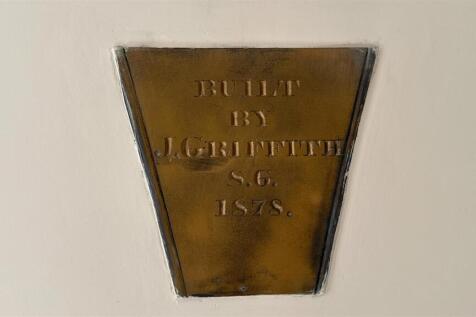 BUILT
BY
J. GRIFFITH
S.G.
1878.